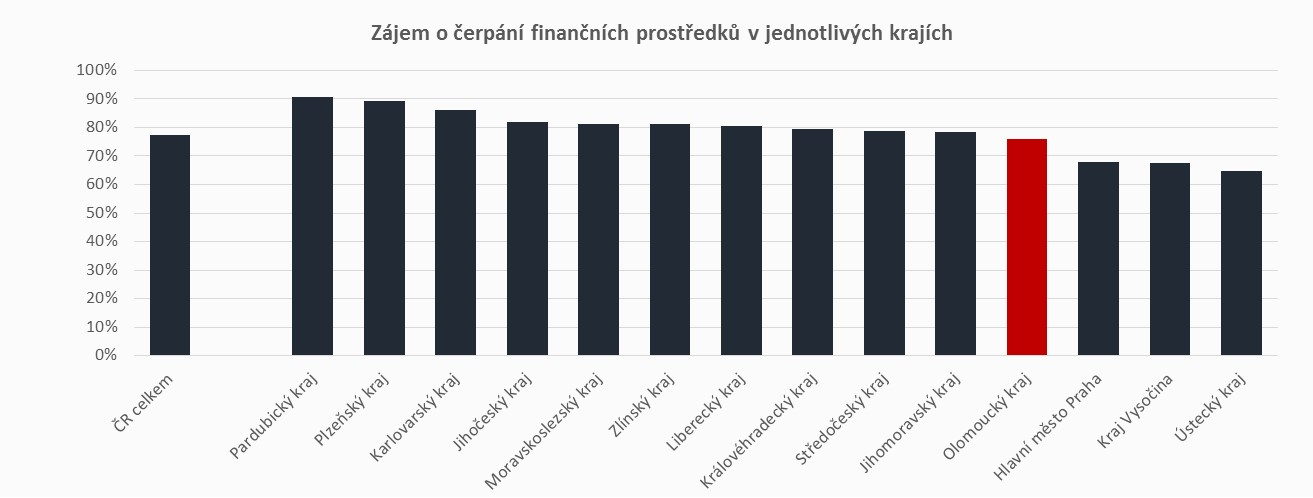 Zájem o čerpání finančních prostředků v jednotlivých krajích
100%
90%
80%
70%
60%
50%
40%
30%
20%
10%
0%
ČR celkem
Pardubický kraj
Plzeňský kraj
Karlovarský kraj
Jihočeský kraj
Moravskoslezský kraj
Zlínský kraj
Liberecký kraj
Královéhradecký kraj
Středočeský kraj
Jihomoravský kraj
Olomoucký kraj
Hlavní město Praha
Kraj Vysočina
Ústecký kraj